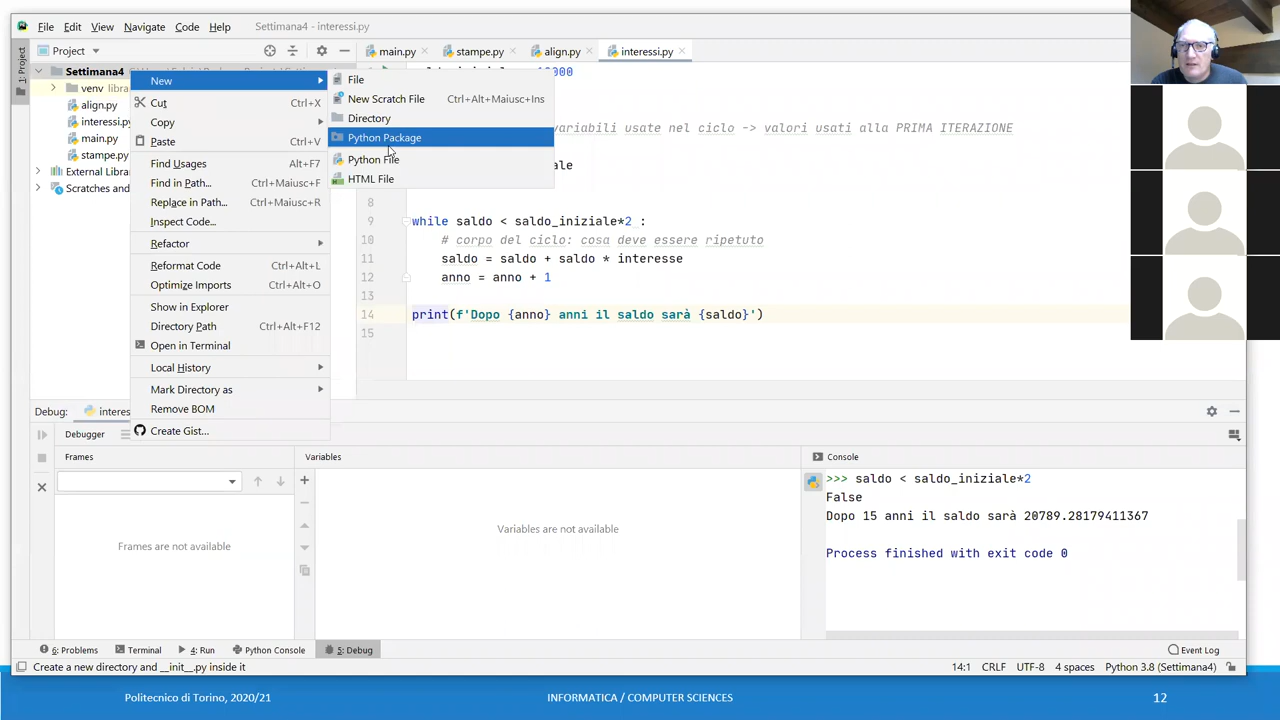 File Edit View Navigate Code Help Settimana4 - interessi.py
Project
main.py stampe.py align.py interessi.py
1: Project
Settimana4
venv libra
align.py
interessi.py
main.py
stampe.py
External Libra
Scratches and
New
Cut Ctrl+X
Copy
Paste Ctrl+V
Find Usages Alt+F7
Find in Path... Ctrl+Maiusc+F
Replace in Path... Ctrl+Maiusc+R
Inspect Code...
Refactor
Reformat Code Ctrl+Alt+L
Optimize Imports Ctrl+Alt+O
Show in Explorer
Directory Path Ctrl+Alt+F12
Open in Terminal
Local History
Mark Directory as
Remove BOM
Create Gist...
File
New Scratch File Ctrl+Alt+Maiusc+Ins
Directory
Python Package
Python File
HTML File
variabili usate nel ciclo -> valori usati alla PRIMA ITERAZIONE
8
9 while saldo < saldo_iniziale*2 :
10 # corpo del ciclo: cosa deve essere ripetuto
11 saldo = saldo + saldo * interesse
12 anno = anno + 1
13
14 print(f'Dopo {anno} anni il saldo sarà {saldo}')
15
Debug: interes
Debugger
Frames
Variables
Console
Frames are not available
Variables are not available
>>> saldo < saldo_iniziale*2
False
Dopo 15 anni il saldo sarà 20789.28179411367
Process finished with exit code 0
6: Problems Terminal 4: Run Python Console 5: Debug Event Log
Create a new directory and __init__.py inside it 14:1 CRLF UTF-8 4 spaces Python 3.8 (Settimana4)
Politecnico di Torino, 2020/21 INFORMATICA / COMPUTER SCIENCES 12